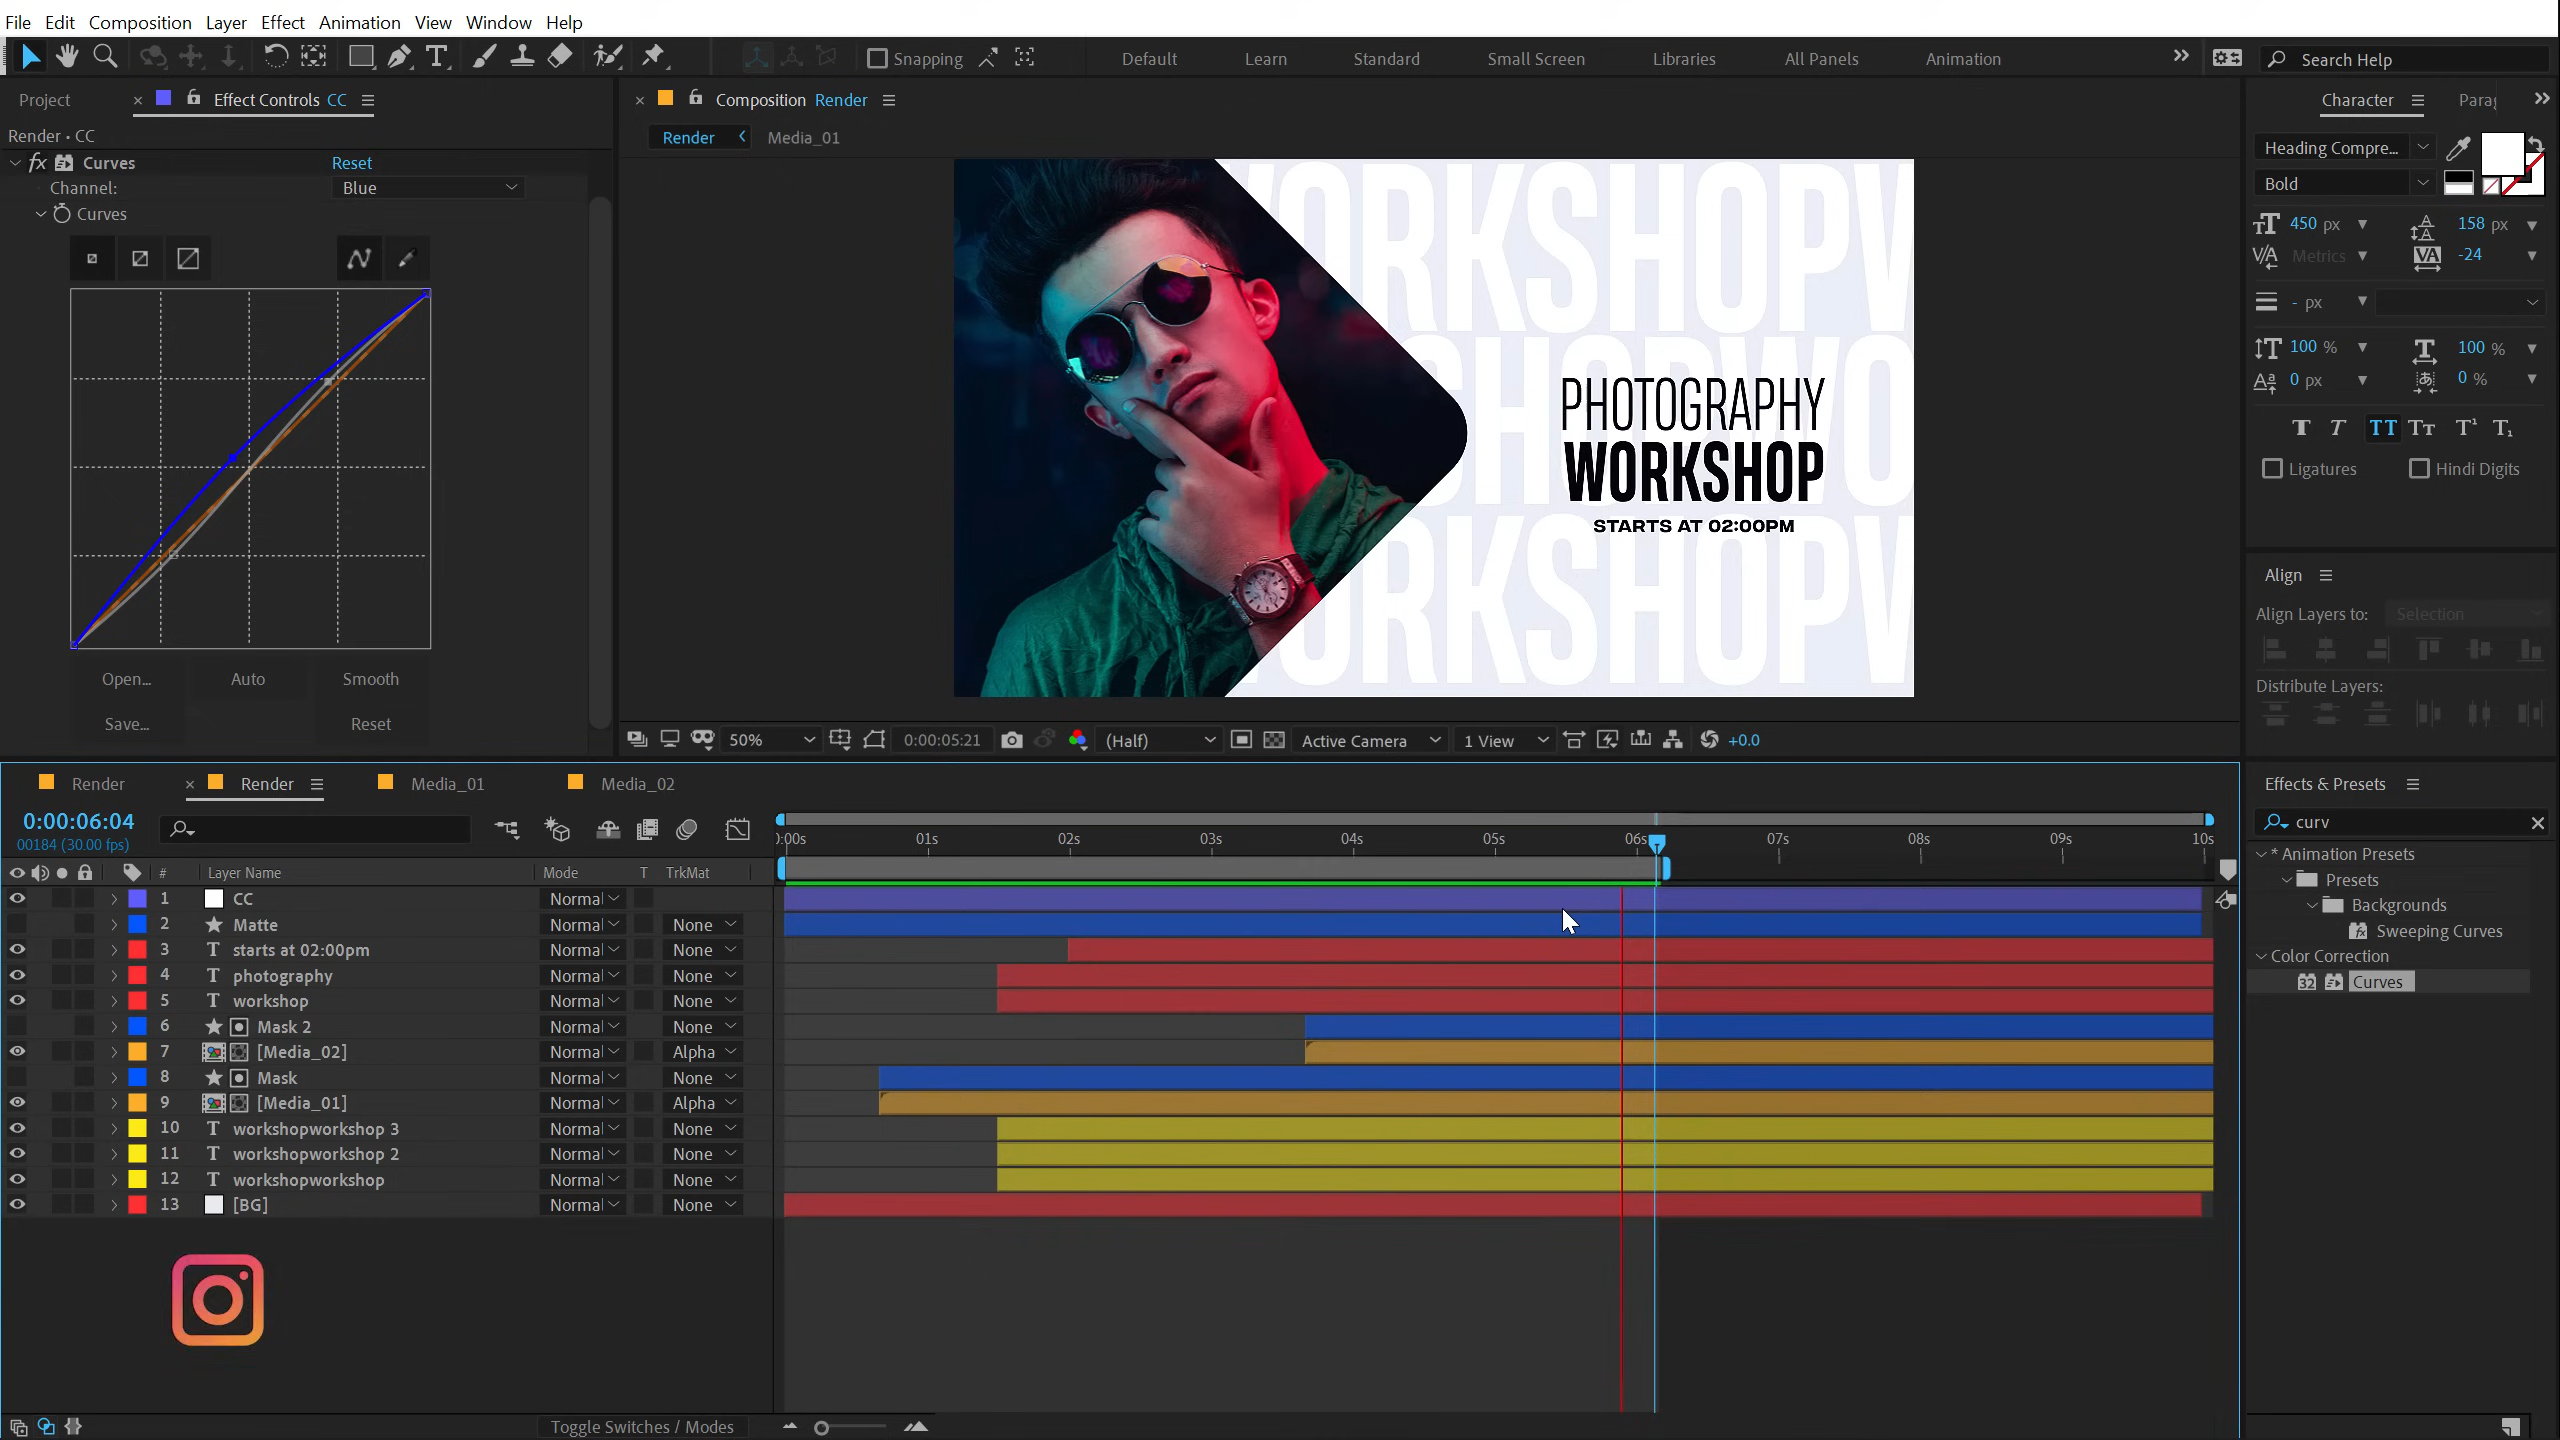 File Edit Composition Layer Effect Animation View Window Help
Snapping Default Learn Standard Small Screen Libraries All Panels Animation Search Help
Project Effect Controls CC
Render • CC
fx Curves Reset
Channel: Blue
Curves
Open... Auto Smooth
Save... Reset
Composition Render
Render Media_01
WORKSHOPW
SHOPWO
WORKSHOPW
PHOTOGRAPHY
WORKSHOP
STARTS AT 02:00PM
50% 0:00:05:21 (Half) Active Camera 1 View +0.0
Character
Heading Compre...
Bold
450 px 158 px
Metrics -24
- px
100 % 100 %
0 px 0 %
T T TT Tт T¹ T₁
Ligatures Hindi Digits
Align
Align Layers to: Selection
Distribute Layers:
Effects & Presets
curv
* Animation Presets
Presets
Backgrounds
Sweeping Curves
Color Correction
32 Curves
Render Render Media_01 Media_02
0:00:06:04
00184 (30.00 fps)
):00s 01s 02s 03s 04s 05s 06s 07s 08s 09s 10s
# Layer Name Mode T TrkMat
1 CC Normal
2 Matte Normal None
3 T starts at 02:00pm Normal None
4 T photography Normal None
5 T workshop Normal None
6 Mask 2 Normal None
7 [Media_02] Normal Alpha
8 Mask Normal None
9 [Media_01] Normal Alpha
10 T workshopworkshop 3 Normal None
11 T workshopworkshop 2 Normal None
12 T workshopworkshop Normal None
13 [BG] Normal None
Toggle Switches / Modes